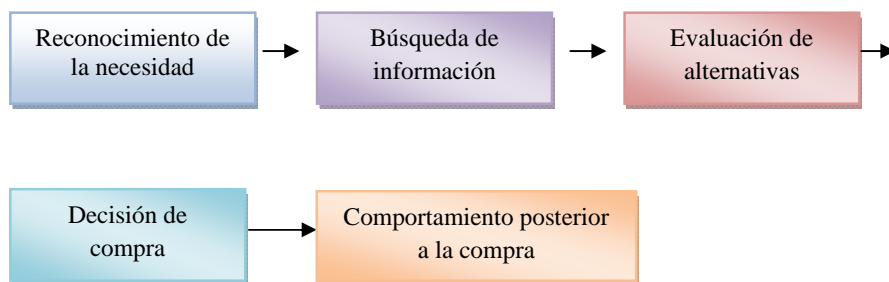 Reconocimiento de
la necesidad
Búsqueda de
información
Evaluación de
alternativas
Decisión de
compra
Comportamiento posterior
a la compra